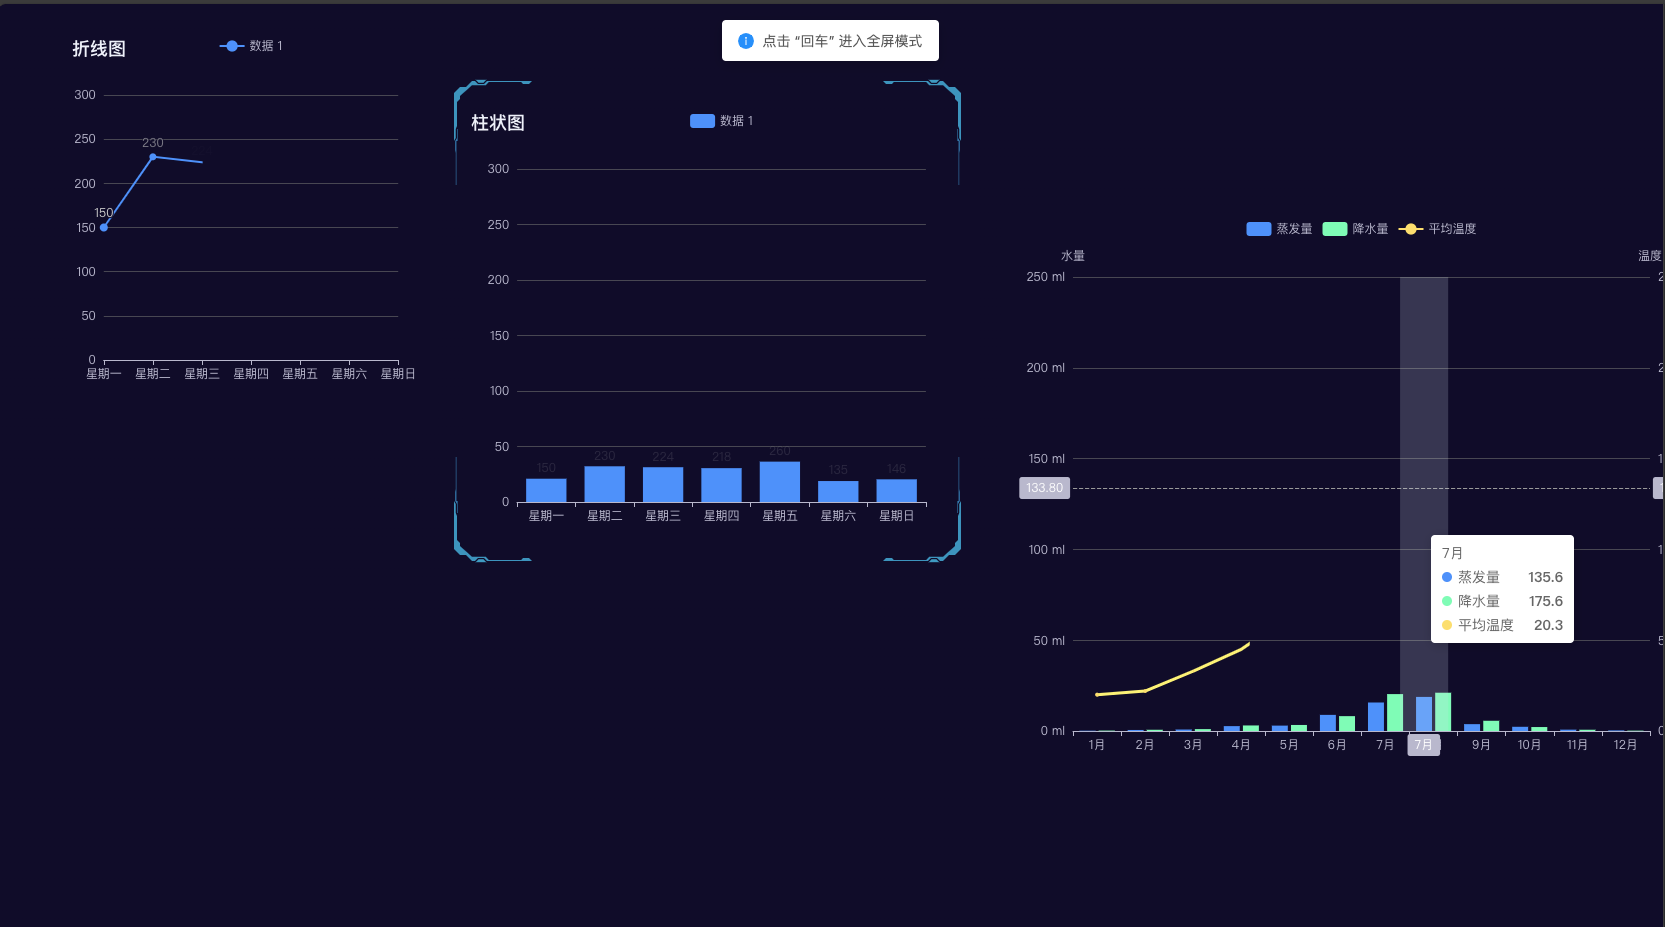 点击 “回车” 进入全屏模式
折线图
数据 1
300
250
200
150
100
50
0
230
150
星期一 星期二 星期三 星期四 星期五 星期六 星期日
柱状图
数据 1
300
250
200
150
100
50
0
150 230 224 218 260 135 146
星期一 星期二 星期三 星期四 星期五 星期六 星期日
蒸发量 降水量 平均温度
水量 温度
250 ml
200 ml
150 ml
133.80
100 ml
50 ml
0 ml
7月
蒸发量 135.6
降水量 175.6
平均温度 20.3
1月 2月 3月 4月 5月 6月 7月 7月 9月 10月 11月 12月